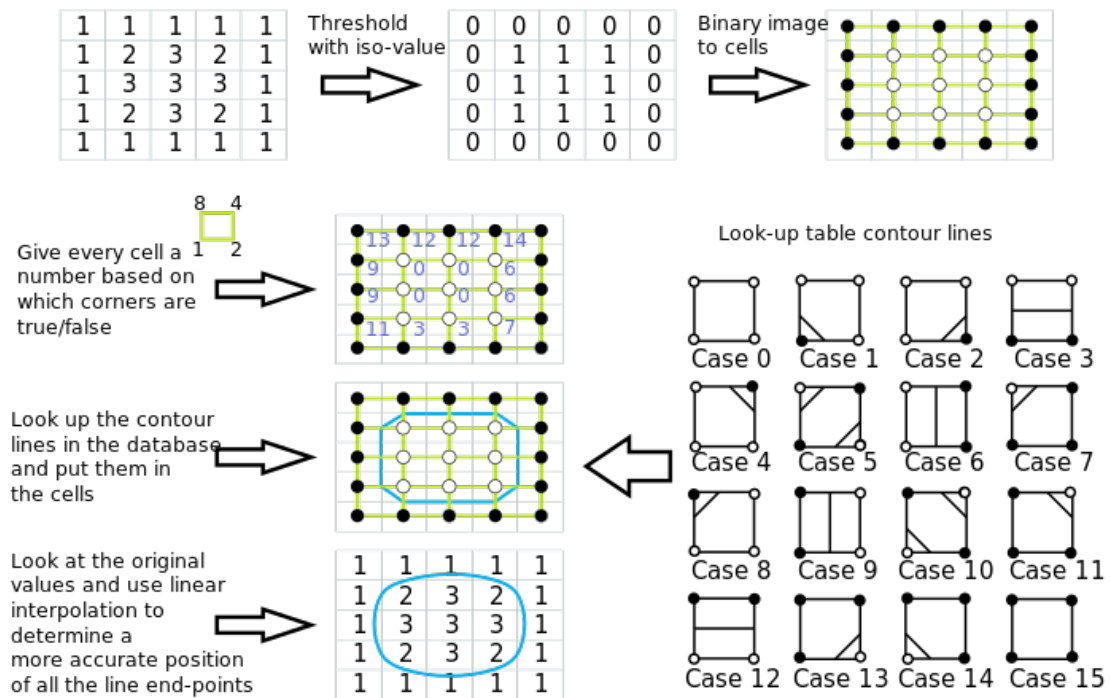 1 1 1 1 1
1 2 3 2 1
1 3 3 3 1
1 2 3 2 1
1 1 1 1 1
Threshold
with iso-value
0 0 0 0 0
0 1 1 1 0
0 1 1 1 0
0 1 1 1 0
0 0 0 0 0
Binary image
to cells
8 4
1 2
Give every cell a
number based on
which corners are
true/false
13 12 12 14
9 0 0 6
9 0 0 6
11 3 3 7
Look up the contour
lines in the database
and put them in
the cells
Look at the original
values and use linear
interpolation to
determine a
more accurate position
of all the line end-points
1 1 1 1 1
1 2 3 2 1
1 3 3 3 1
1 2 3 2 1
1 1 1 1 1
Look-up table contour lines
Case 0 Case 1 Case 2 Case 3
Case 4 Case 5 Case 6 Case 7
Case 8 Case 9 Case 10 Case 11
Case 12 Case 13 Case 14 Case 15